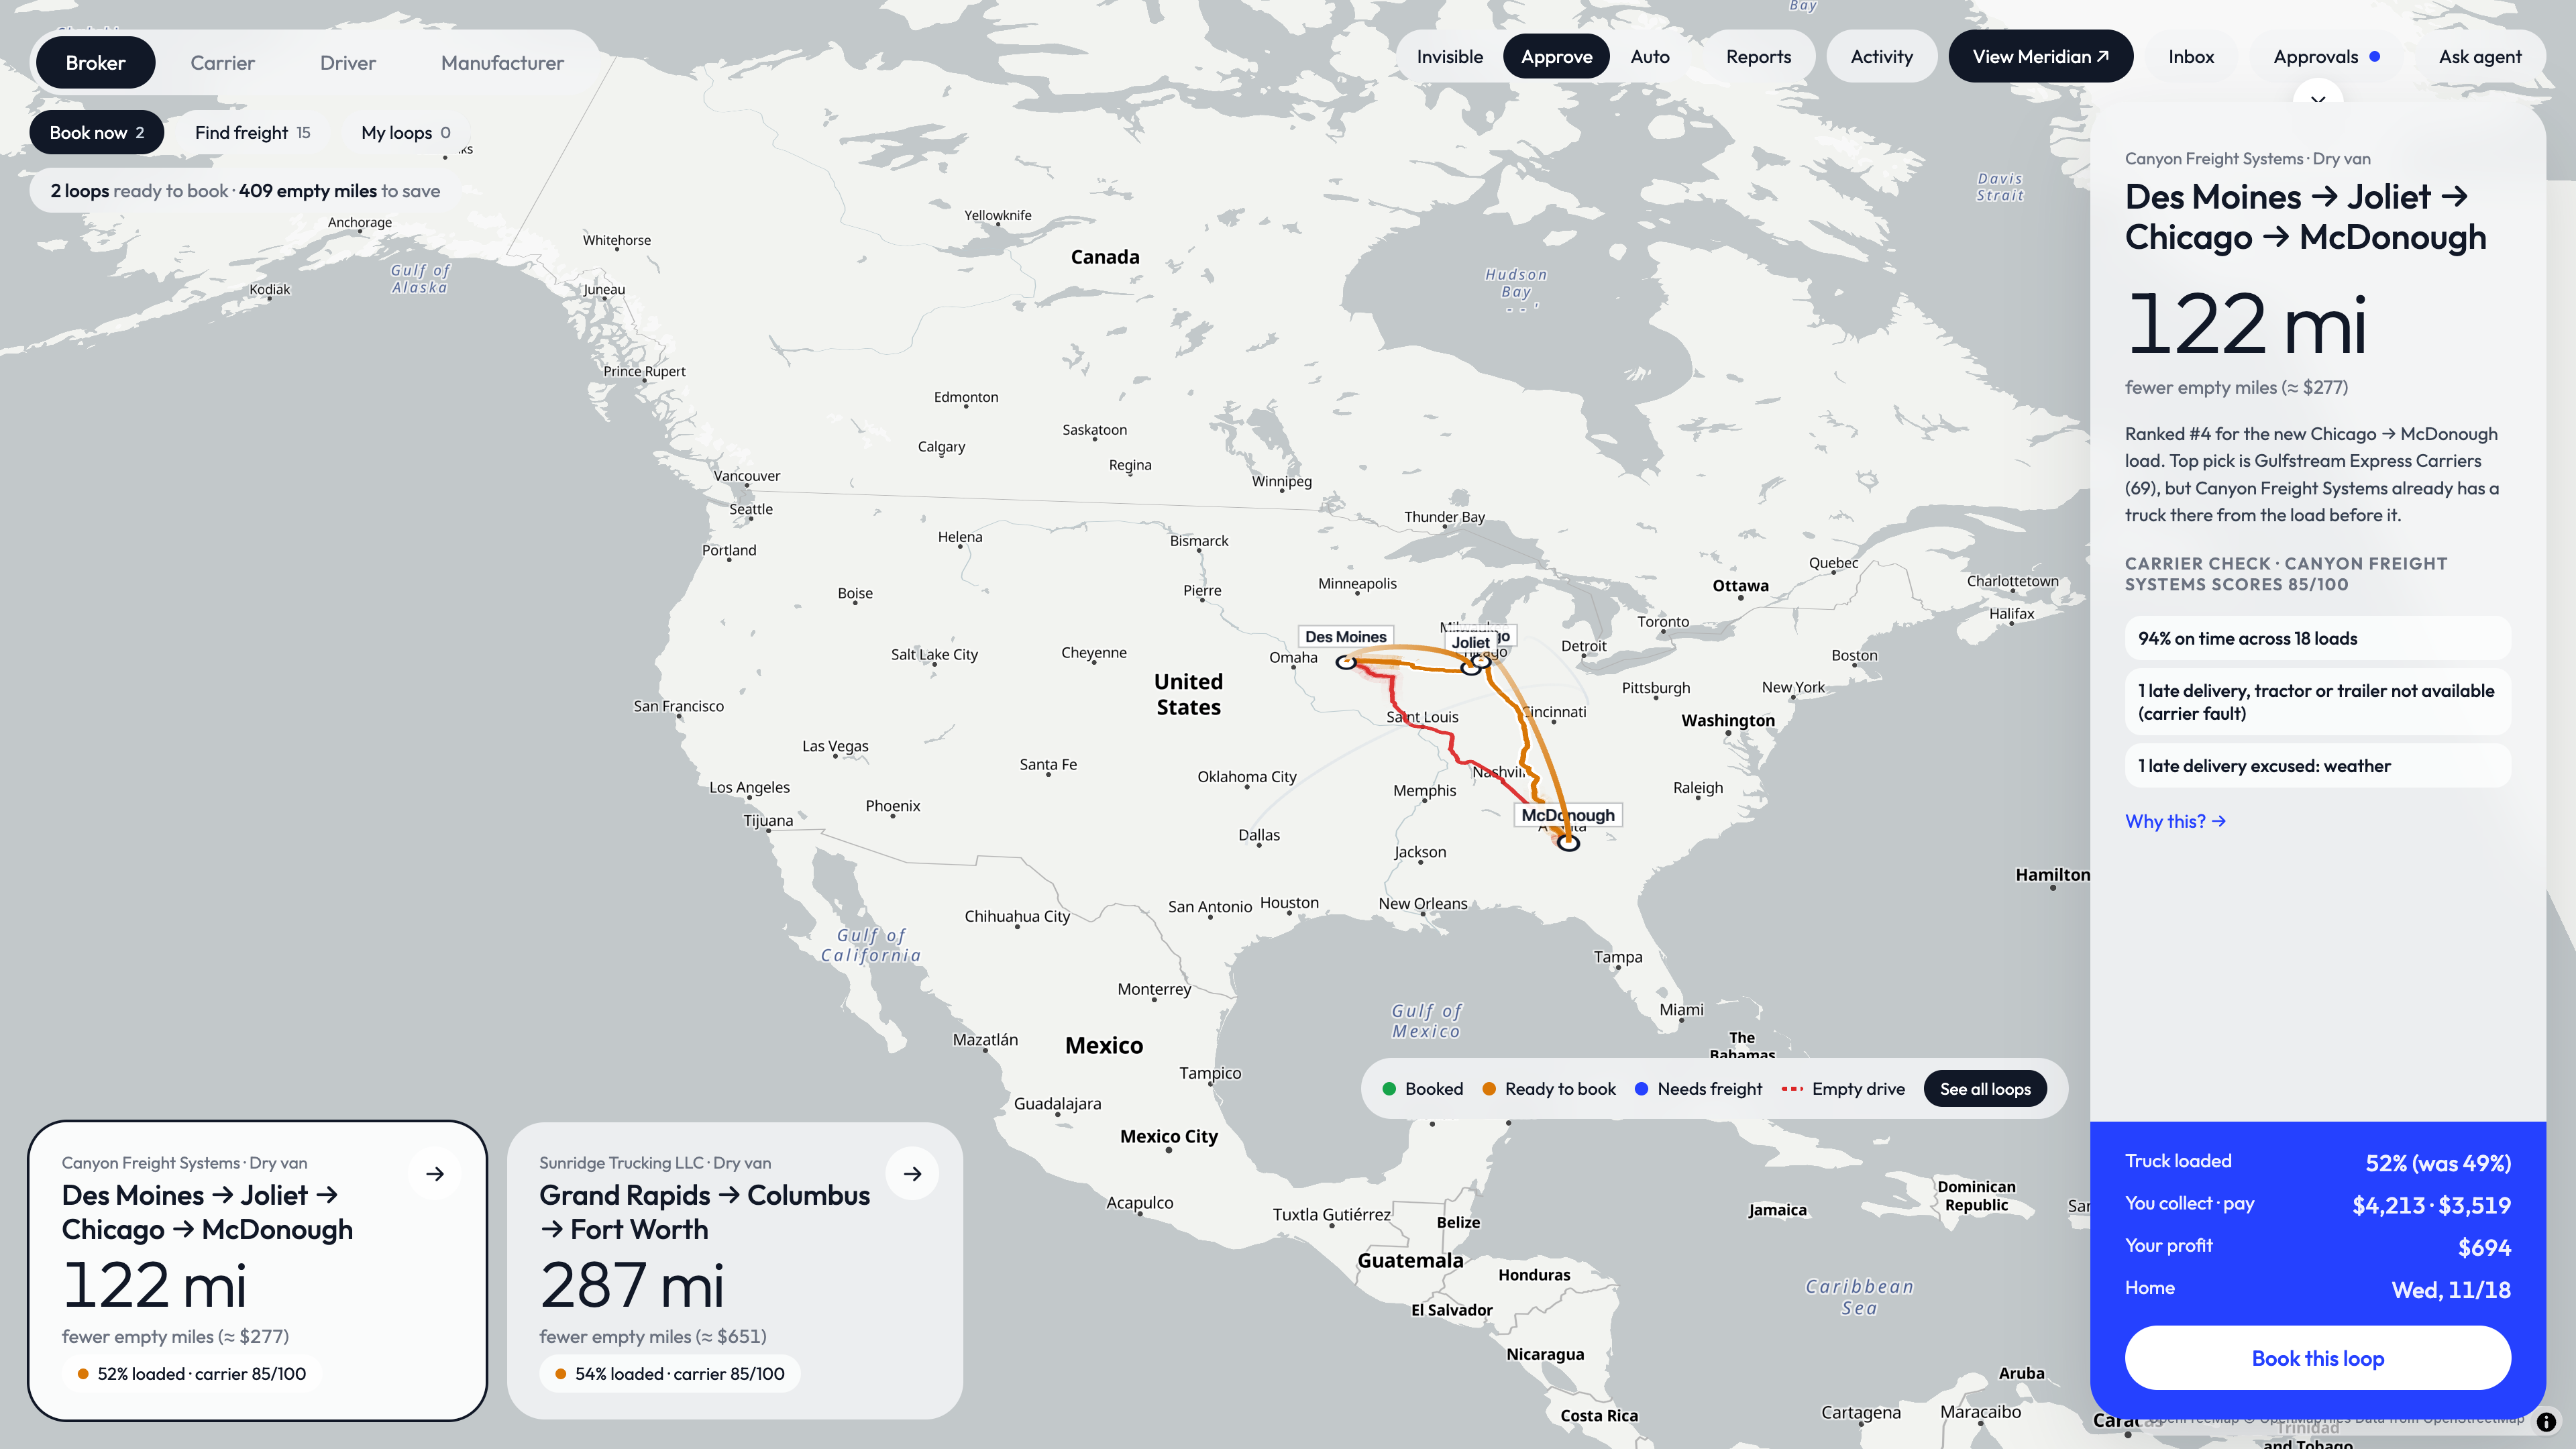 Broker
Carrier
Driver
Manufacturer
Invisible
Approve
Auto
Reports
Activity
View Meridian ↗
Inbox
Approvals
Ask agent
Book now 2
Find freight 15
My loops 0
2 loops ready to book · 409 empty miles to save
Bay
Davis
Strait
Anchorage
Gulf of
Alaska
Kodiak
Whitehorse
Juneau
Yellowknife
Canada
Hudson
Bay
Prince Rupert
Edmonton
Saskatoon
Calgary
Regina
Winnipeg
Vancouver
Seattle
Thunder Bay
Helena
Bismarck
Portland
Quebec
Minneapolis
Ottawa
Charlottetown
Boise
Pierre
Halifax
Toronto
Des Moines
Joliet
Detroit
Salt Lake City
Cheyenne
Omaha
Boston
United
States
Pittsburgh
New York
San Francisco
Saint Louis
Cincinnati
Washington
Las Vegas
Santa Fe
Oklahoma City
Nashville
Los Angeles
Phoenix
Memphis
Raleigh
Tijuana
McDonough
Dallas
Jackson
Hamilton
Chihuahua City
San Antonio
Houston
New Orleans
Gulf of
California
Tampa
Monterrey
Miami
Gulf of
Mexico
Mazatlán
Mexico
The
Bahamas
Tampico
Guadalajara
Mexico City
Acapulco
Tuxtla Gutiérrez
Belize
Jamaica
Dominican
Republic
Guatemala
Honduras
El Salvador
Caribbean
Sea
Nicaragua
Aruba
Costa Rica
Cartagena
Maracaibo
Trinidad
and Tobago
Booked
Ready to book
Needs freight
Empty drive
See all loops
Canyon Freight Systems · Dry van
Des Moines → Joliet →
Chicago → McDonough
122 mi
fewer empty miles (≈ $277)
52% loaded · carrier 85/100
Sunridge Trucking LLC · Dry van
Grand Rapids → Columbus
→ Fort Worth
287 mi
fewer empty miles (≈ $651)
54% loaded · carrier 85/100
Canyon Freight Systems · Dry van
Des Moines → Joliet →
Chicago → McDonough
122 mi
fewer empty miles (≈ $277)
Ranked #4 for the new Chicago → McDonough
load. Top pick is Gulfstream Express Carriers
(69), but Canyon Freight Systems already has a
truck there from the load before it.
CARRIER CHECK · CANYON FREIGHT
SYSTEMS SCORES 85/100
94% on time across 18 loads
1 late delivery, tractor or trailer not available
(carrier fault)
1 late delivery excused: weather
Why this? →
Truck loaded 52% (was 49%)
You collect · pay $4,213 · $3,519
Your profit $694
Home Wed, 11/18
Book this loop